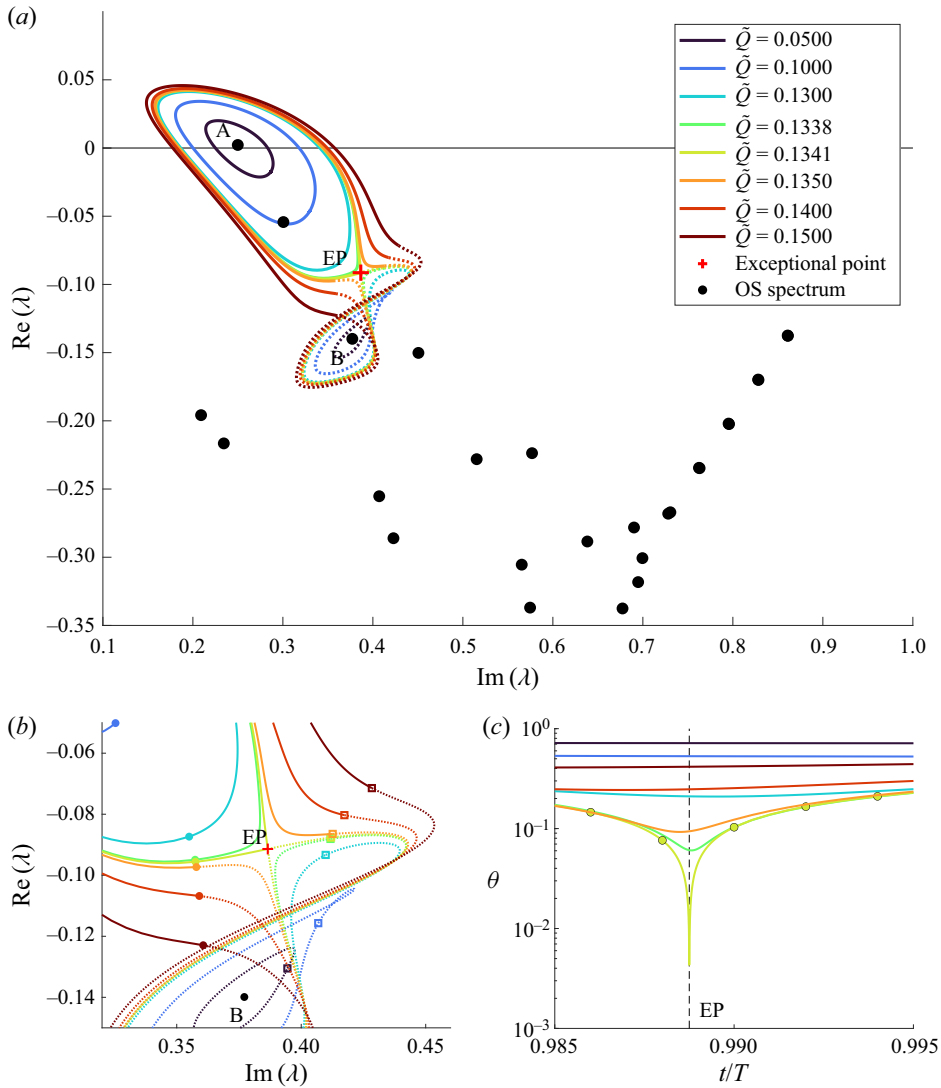 (a)
0.05
0
–0.05
–0.10
–0.15
–0.20
–0.25
–0.30
–0.35
Re (λ)
A
EP
B
Q̃ = 0.0500
Q̃ = 0.1000
Q̃ = 0.1300
Q̃ = 0.1338
Q̃ = 0.1341
Q̃ = 0.1350
Q̃ = 0.1400
Q̃ = 0.1500
Exceptional point
OS spectrum
0.1 0.2 0.3 0.4 0.5 0.6 0.7 0.8 0.9 1.0
Im (λ)
(b)
–0.06
–0.08
–0.10
–0.12
–0.14
Re (λ)
EP
B
0.35 0.40 0.45
Im (λ)
(c)
10⁰
10⁻¹
10⁻²
10⁻³
θ
EP
0.985 0.990 0.995
t/T